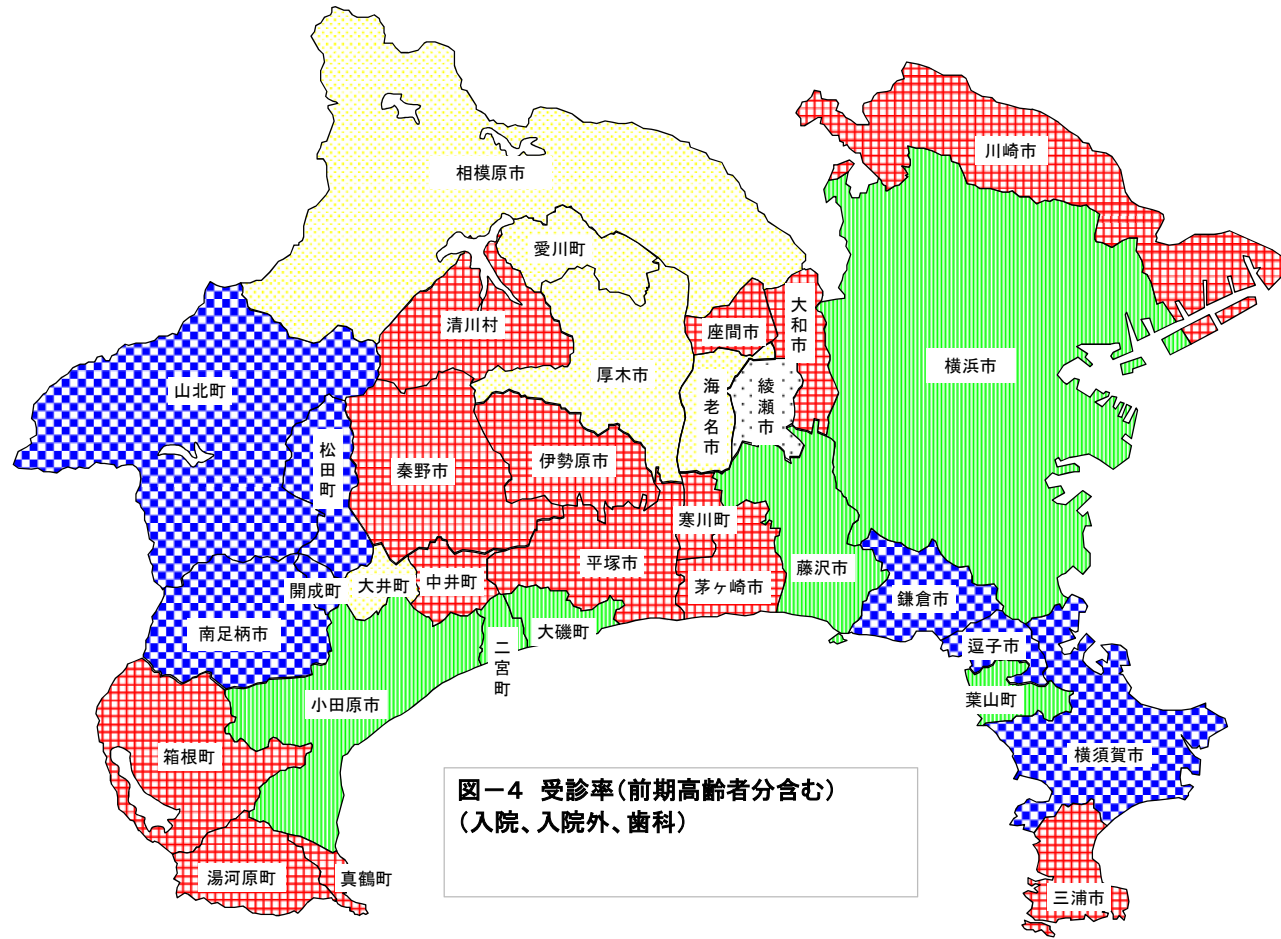 川崎市
相模原市
愛川町
大和市
清川村
座間市
横浜市
厚木市
山北町
海老名市
綾瀬市
松田町
秦野市
伊勢原市
寒川町
平塚市
藤沢市
開成町
大井町
中井町
茅ヶ崎市
鎌倉市
南足柄市
大磯町
逗子市
二宮町
小田原市
葉山町
箱根町
横須賀市
図－4 受診率(前期高齢者分含む)
(入院、入院外、歯科)
湯河原町
真鶴町
三浦市